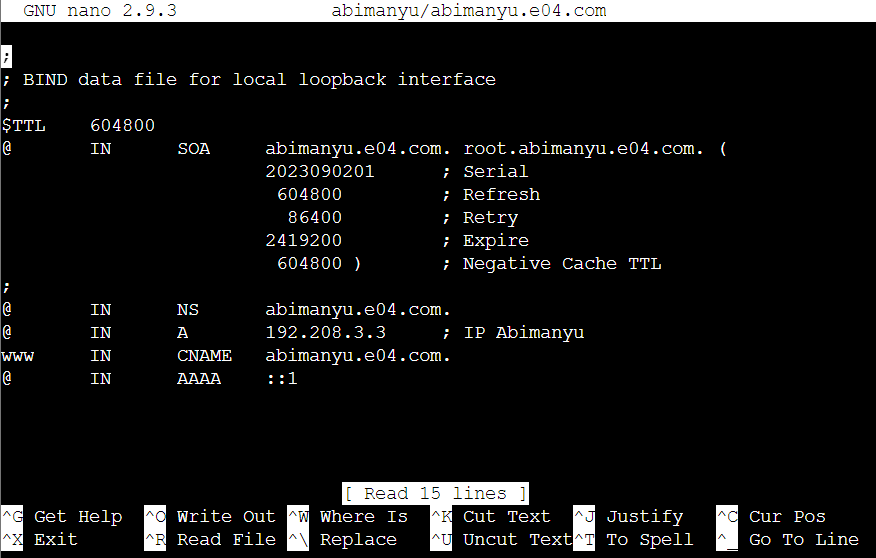 GNU nano 2.9.3 abimanyu/abimanyu.e04.com
;
; BIND data file for local loopback interface
;
$TTL 604800
@ IN SOA abimanyu.e04.com. root.abimanyu.e04.com. (
2023090201 ; Serial
604800 ; Refresh
86400 ; Retry
2419200 ; Expire
604800 ) ; Negative Cache TTL
;
@ IN NS abimanyu.e04.com.
@ IN A 192.208.3.3 ; IP Abimanyu
www IN CNAME abimanyu.e04.com.
@ IN AAAA ::1
[ Read 15 lines ]
^G Get Help ^O Write Out ^W Where Is ^K Cut Text ^J Justify ^C Cur Pos
^X Exit ^R Read File ^\ Replace ^U Uncut Text ^T To Spell ^_ Go To Line